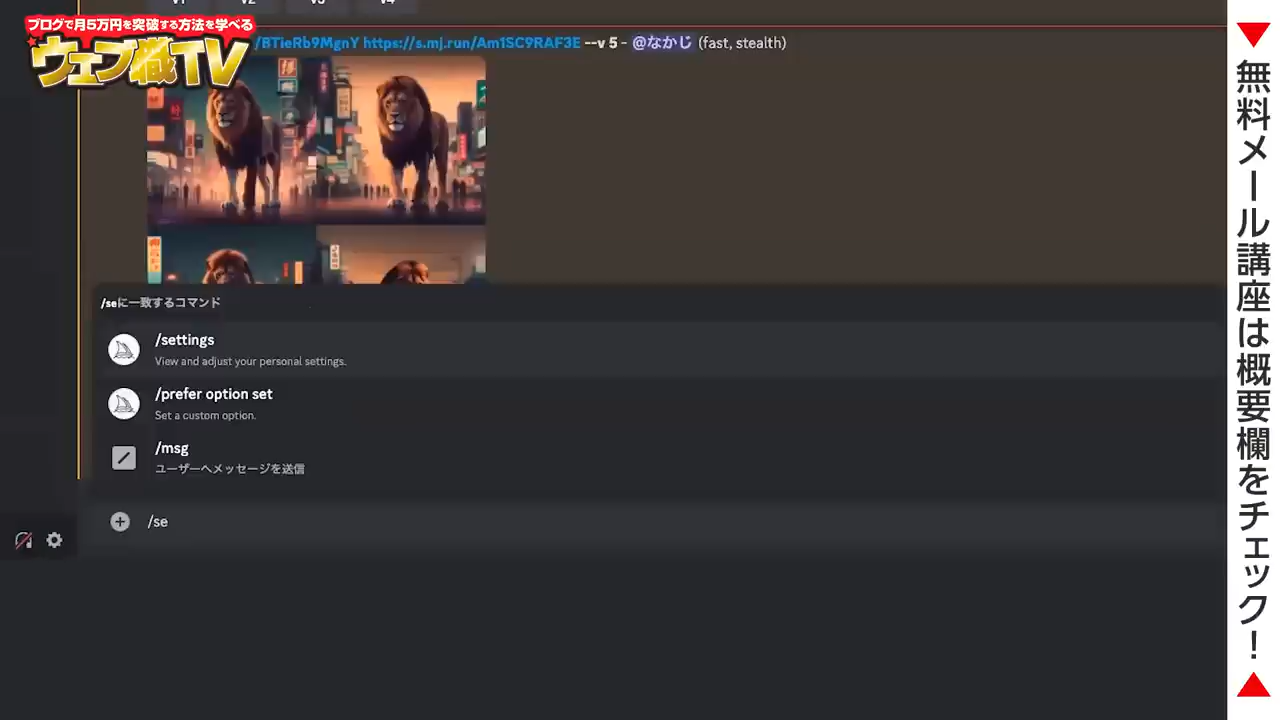 V1 V2 V3 V4
ブログで月5万円を突破する方法を学べる
ウェブ職TV
/BTieRb9MgnY https://s.mj.run/Am1SC9RAF3E --v 5 - @なかじ (fast, stealth)
/seに一致するコマンド
/settings
View and adjust your personal settings.
/prefer option set
Set a custom option.
/msg
ユーザーへメッセージを送信
/se
▼無料メール講座は概要欄をチェック!▲